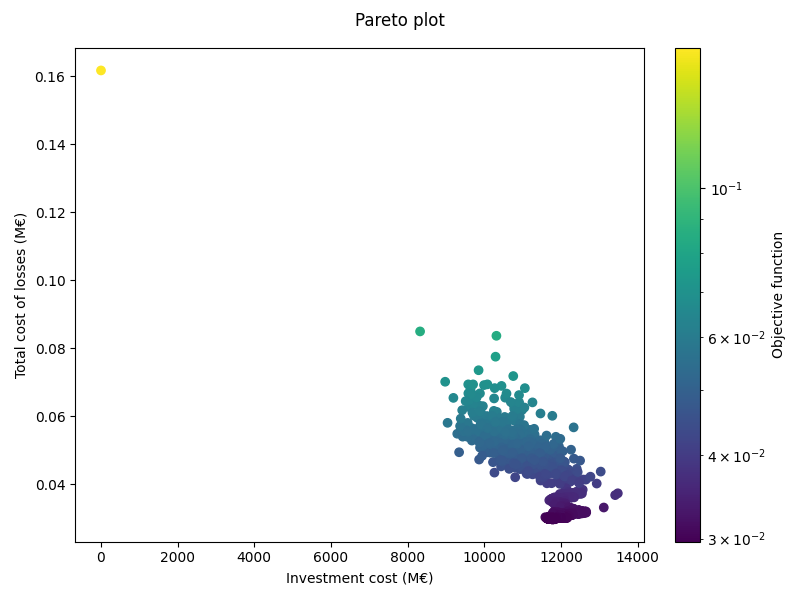 Pareto plot
Total cost of losses (M€)
0.16
0.14
0.12
0.10
0.08
0.06
0.04
0 2000 4000 6000 8000 10000 12000 14000
Investment cost (M€)
10⁻¹
6 × 10⁻²
4 × 10⁻²
3 × 10⁻²
Objective function